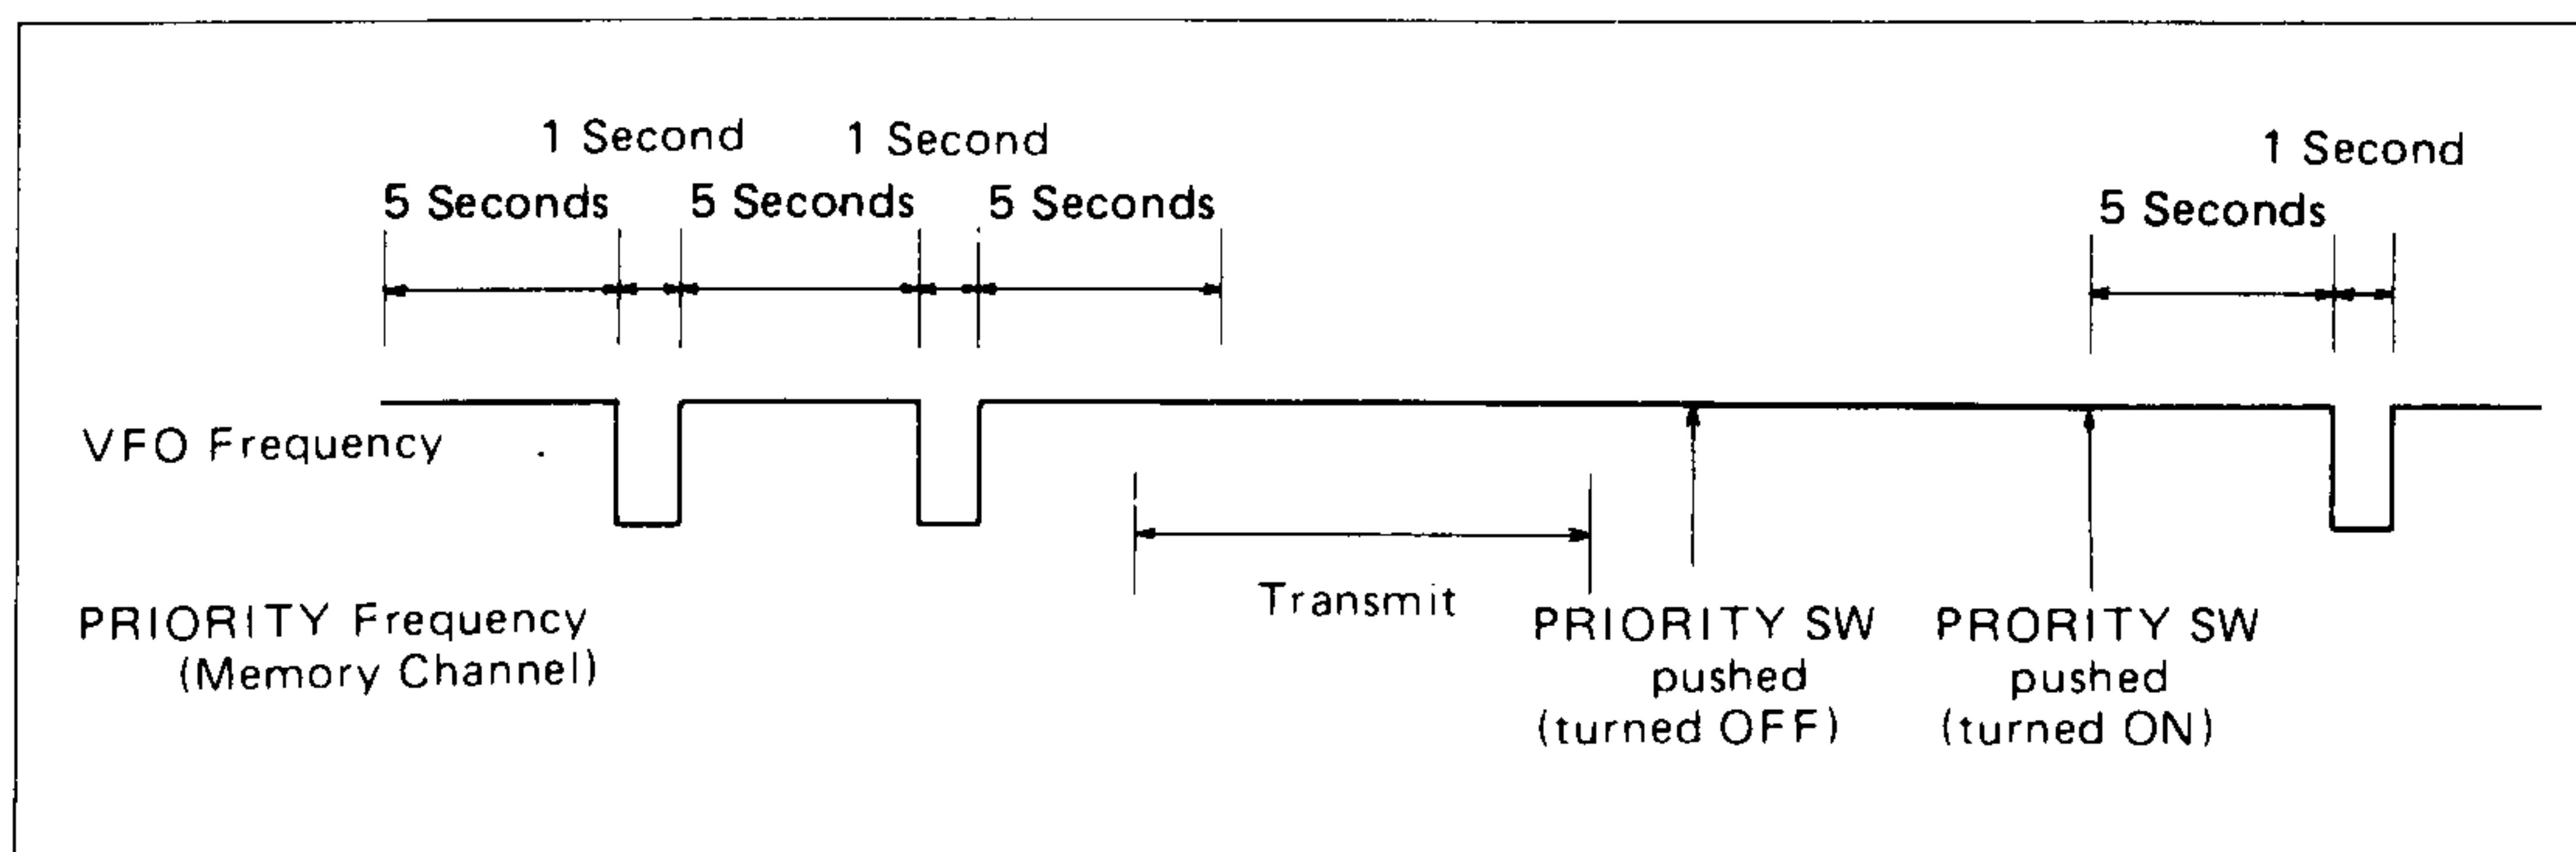 1 Second
1 Second
1 Second
5 Seconds
5 Seconds
5 Seconds
5 Seconds
VFO Frequency
Transmit
PRIORITY Frequency
(Memory Channel)
PRIORITY SW
pushed
(turned OFF)
PRORITY SW
pushed
(turned ON)